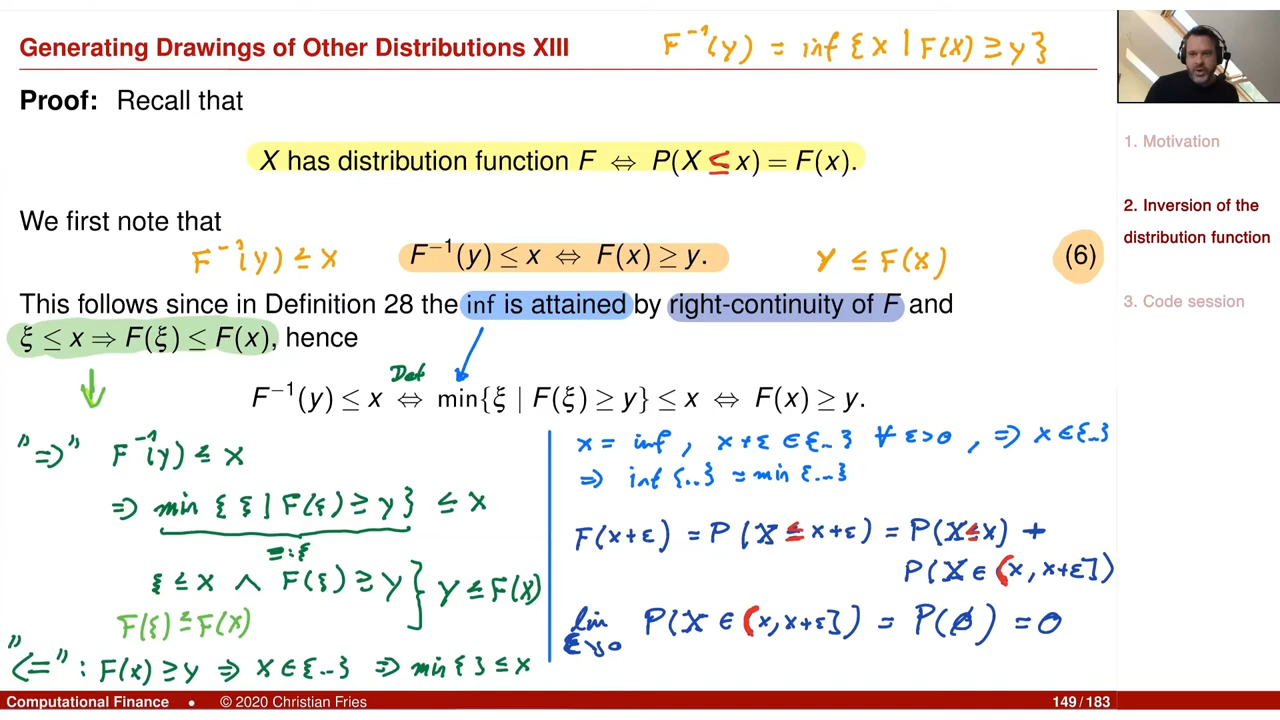 Generating Drawings of Other Distributions XIII
F⁻¹(y) = inf {x | F(x) ≥ y}
Proof: Recall that
X has distribution function F ⇔ P(X ≤ x) = F(x).
We first note that
F⁻¹(y) ≤ x
F⁻¹(y) ≤ x ⇔ F(x) ≥ y.
y ≤ F(x)
(6)
This follows since in Definition 28 the inf is attained by right-continuity of F and
ξ ≤ x ⇒ F(ξ) ≤ F(x), hence
Def
F⁻¹(y) ≤ x ⇔ min{ξ | F(ξ) ≥ y} ≤ x ⇔ F(x) ≥ y.
"⇒" F⁻¹(y) ≤ x
⇒ min {ξ | F(ξ) ≥ y} ≤ x
=: ξ
ξ ≤ x ∧ F(ξ) ≥ y } y ≤ F(x)
F(ξ) ≤ F(x)
"⇐" : F(x) ≥ y ⇒ x ∈ {..} ⇒ min { } ≤ x
x = inf , x+ε ∈ {..} ∀ ε>0 , ⇒ x ∈ {..}
⇒ inf {..} = min {...}
F(x+ε) = P(X ≤ x+ε) = P(X ≤ x) +
P(X ∈ (x, x+ε])
lim P(X ∈ (x, x+ε]) = P(∅) = 0
ε↘0
1. Motivation
2. Inversion of the
distribution function
3. Code session
Computational Finance • © 2020 Christian Fries
149 / 183